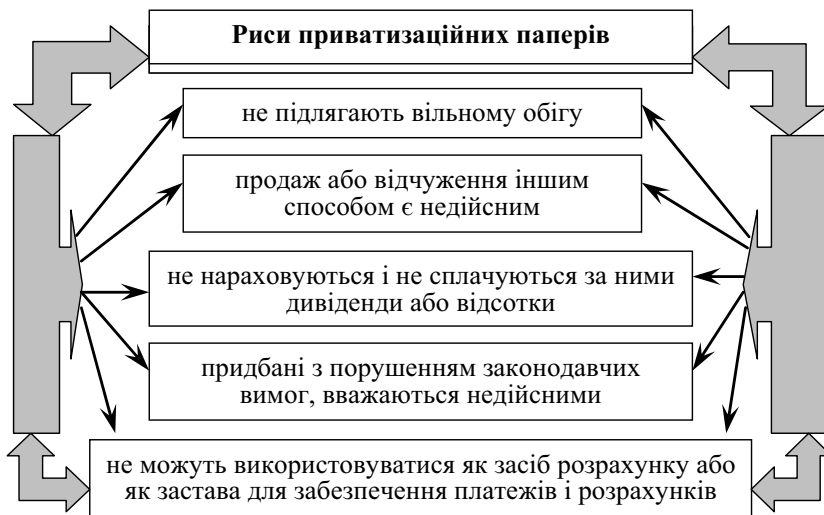 Риси приватизаційних паперів
не підлягають вільному обігу
продаж або відчуження іншим
способом є недійсним
не нараховуються і не сплачуються за ними
дивіденди або відсотки
придбані з порушенням законодавчих
вимог, вважаються недійсними
не можуть використовуватися як засіб розрахунку або
як застава для забезпечення платежів і розрахунків